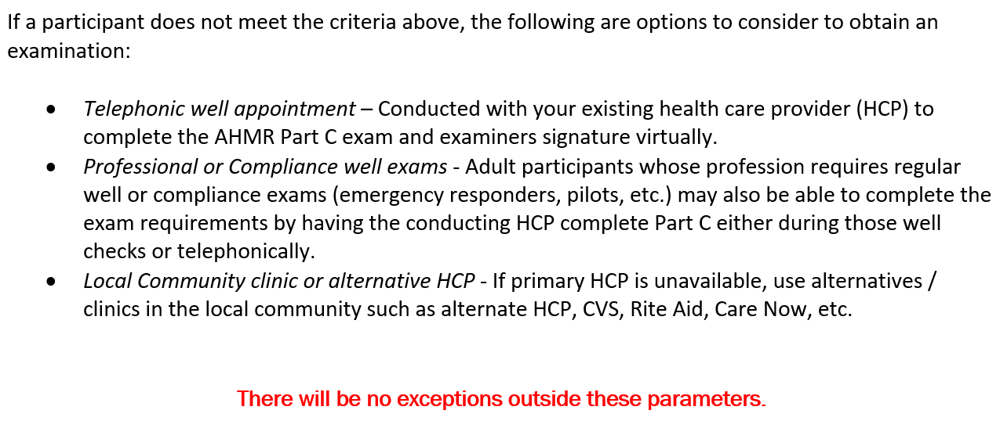 If a participant does not meet the criteria above, the following are options to consider to obtain an
examination:
• Telephonic well appointment – Conducted with your existing health care provider (HCP) to
complete the AHMR Part C exam and examiners signature virtually.
• Professional or Compliance well exams - Adult participants whose profession requires regular
well or compliance exams (emergency responders, pilots, etc.) may also be able to complete the
exam requirements by having the conducting HCP complete Part C either during those well
checks or telephonically.
• Local Community clinic or alternative HCP - If primary HCP is unavailable, use alternatives /
clinics in the local community such as alternate HCP, CVS, Rite Aid, Care Now, etc.
There will be no exceptions outside these parameters.